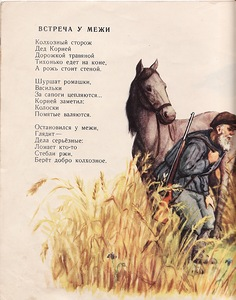 ВСТРЕЧА У МЕЖИ
Колхозный сторож
Дед Корней
Дорожкой травяной
Тихонько едет на коне,
А рожь стоит стеной.
Шуршат ромашки,
Васильки
За сапоги цепляются...
Корней заметил:
Колоски
Помятые валяются.
Остановился у межи,
Глядит —
Дела серьёзные:
Ломает кто-то
Стебли ржи,
Берёт добро колхозное.